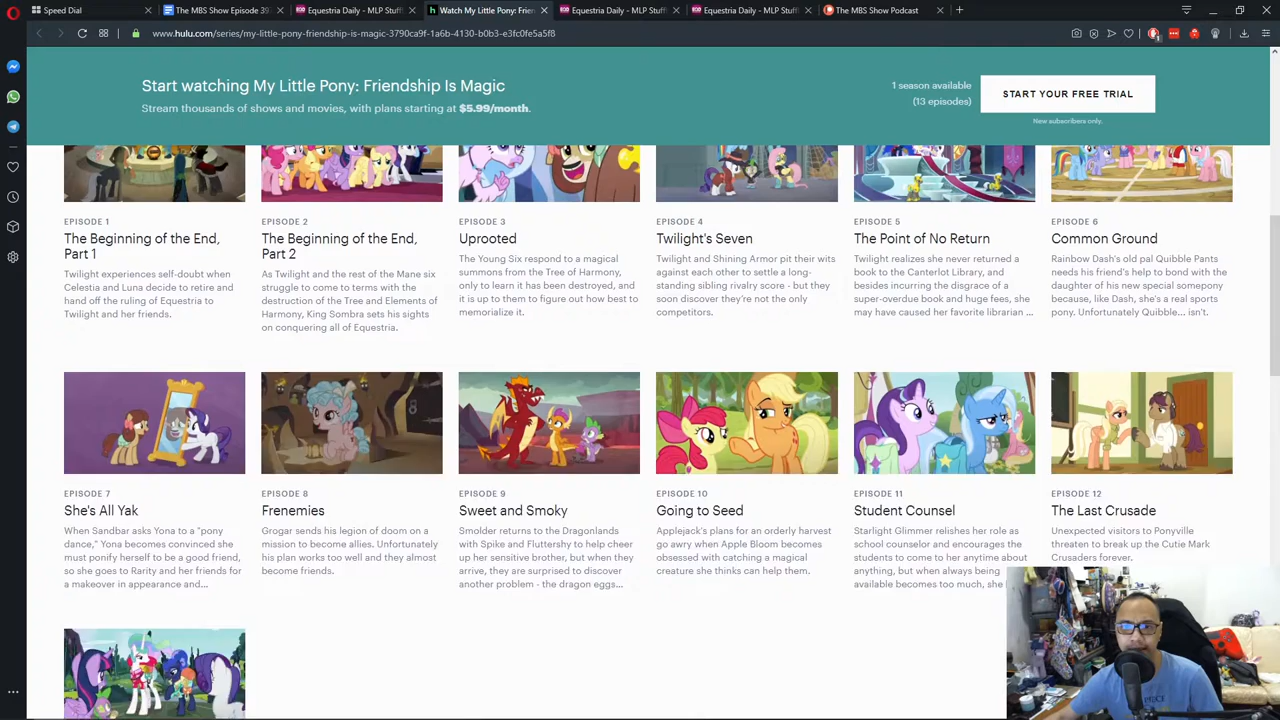 Speed Dial
The MBS Show Episode 39
Equestria Daily - MLP Stuff!
Watch My Little Pony: Frien
Equestria Daily - MLP Stuff!
Equestria Daily - MLP Stuff!
The MBS Show Podcast
www.hulu.com/series/my-little-pony-friendship-is-magic-3790ca9f-1a6b-4130-b0b3-e3fc0fe5a5f8
Start watching My Little Pony: Friendship Is Magic
Stream thousands of shows and movies, with plans starting at $5.99/month.
1 season available
(13 episodes)
START YOUR FREE TRIAL
New subscribers only.
EPISODE 1
The Beginning of the End,
Part 1
Twilight experiences self-doubt when
Celestia and Luna decide to retire and
hand off the ruling of Equestria to
Twilight and her friends.
EPISODE 2
The Beginning of the End,
Part 2
As Twilight and the rest of the Mane six
struggle to come to terms with the
destruction of the Tree and Elements of
Harmony, King Sombra sets his sights
on conquering all of Equestria.
EPISODE 3
Uprooted
The Young Six respond to a magical
summons from the Tree of Harmony,
only to learn it has been destroyed, and
it is up to them to figure out how best to
memorialize it.
EPISODE 4
Twilight's Seven
Twilight and Shining Armor pit their wits
against each other to settle a long-
standing sibling rivalry score - but they
soon discover they're not the only
competitors.
EPISODE 5
The Point of No Return
Twilight realizes she never returned a
book to the Canterlot Library, and
besides incurring the disgrace of a
super-overdue book and huge fees, she
may have caused her favorite librarian ...
EPISODE 6
Common Ground
Rainbow Dash's old pal Quibble Pants
needs his friend's help to bond with the
daughter of his new special somepony
because, like Dash, she's a real sports
pony. Unfortunately Quibble... isn't.
EPISODE 7
She's All Yak
When Sandbar asks Yona to a "pony
dance," Yona becomes convinced she
must ponify herself to be a good friend,
so she goes to Rarity and her friends for
a makeover in appearance and...
EPISODE 8
Frenemies
Grogar sends his legion of doom on a
mission to become allies. Unfortunately
his plan works too well and they almost
become friends.
EPISODE 9
Sweet and Smoky
Smolder returns to the Dragonlands
with Spike and Fluttershy to help cheer
up her sensitive brother, but when they
arrive, they are surprised to discover
another problem - the dragon eggs...
EPISODE 10
Going to Seed
Applejack's plans for an orderly harvest
go awry when Apple Bloom becomes
obsessed with catching a magical
creature she thinks can help them.
EPISODE 11
Student Counsel
Starlight Glimmer relishes her role as
school counselor and encourages the
students to come to her anytime about
anything, but when always being
available becomes too much, she
EPISODE 12
The Last Crusade
Unexpected visitors to Ponyville
threaten to break up the Cutie Mark
Crusaders forever.